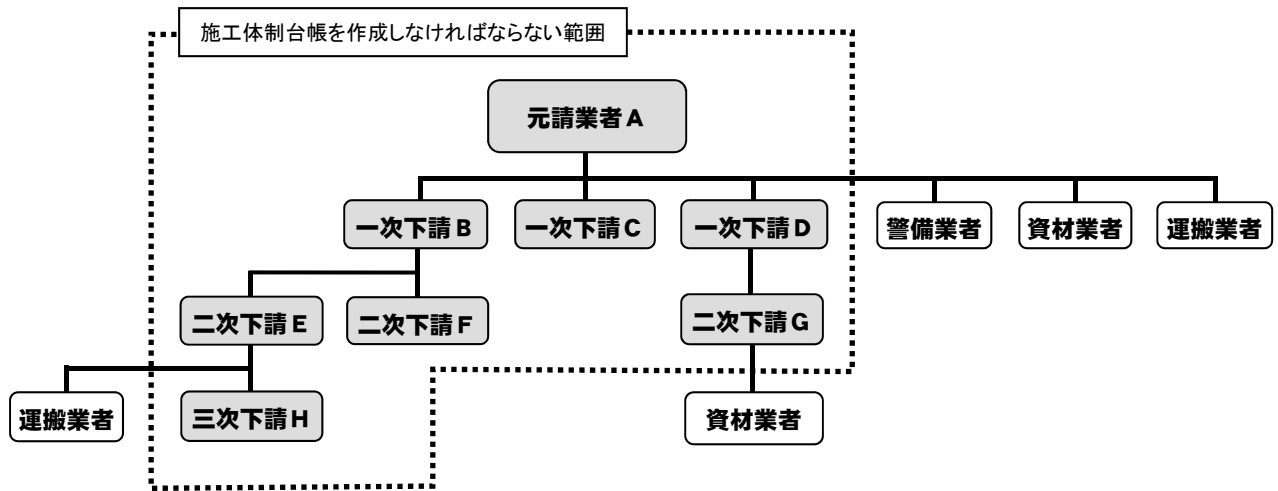 施工体制台帳を作成しなければならない範囲
元請業者A
一次下請B
一次下請C
一次下請D
警備業者
資材業者
運搬業者
二次下請E
二次下請F
二次下請G
運搬業者
三次下請H
資材業者